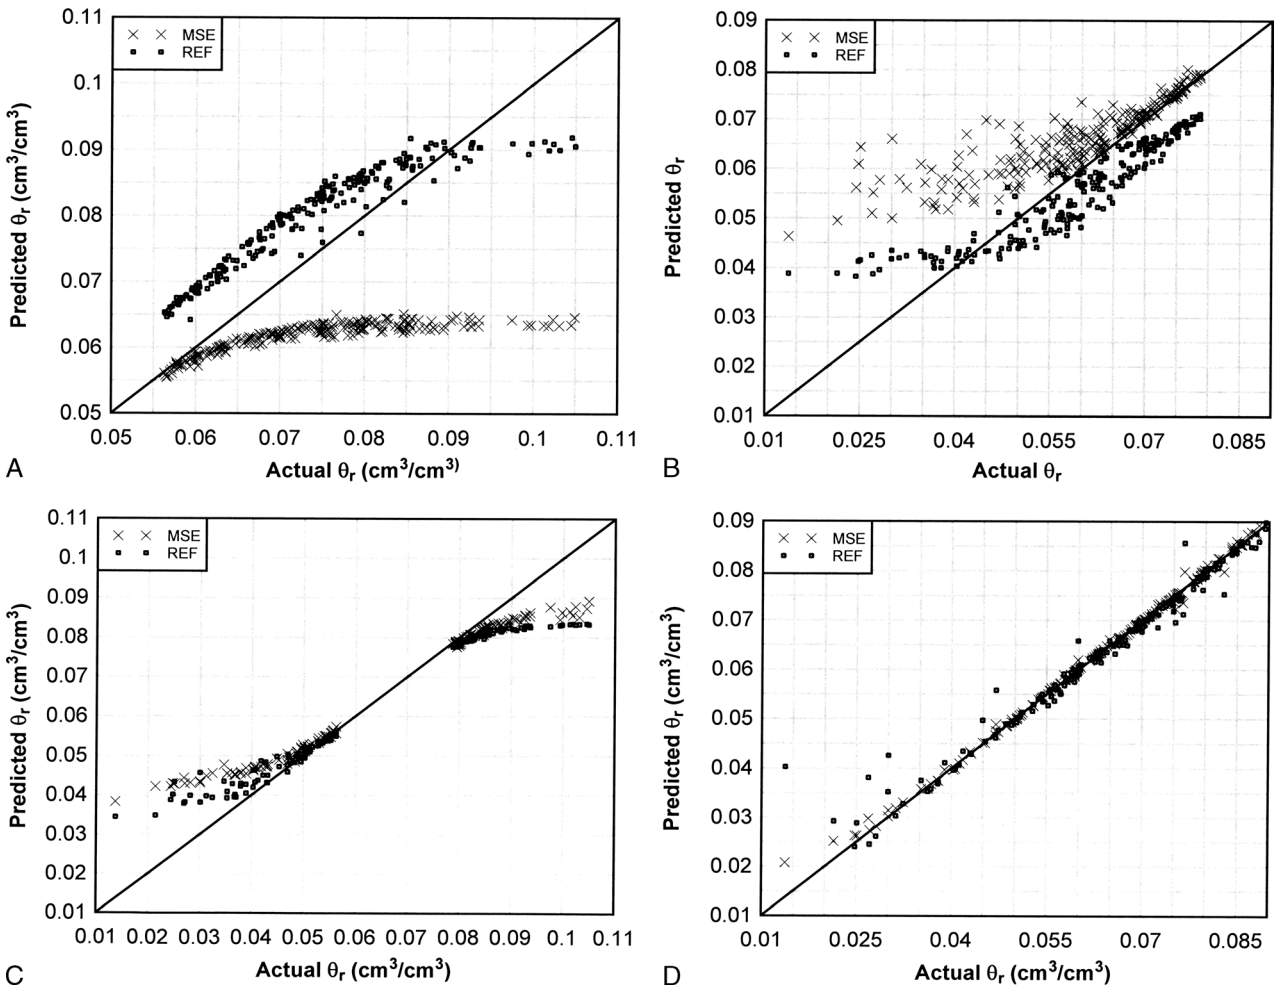 0.11
0.1
0.09
0.08
0.07
0.06
0.05
0.05 0.06 0.07 0.08 0.09 0.1 0.11
MSE
REF
Predicted θr (cm³/cm³)
Actual θr (cm³/cm³)
A
0.09
0.08
0.07
0.06
0.05
0.04
0.03
0.02
0.01
0.01 0.025 0.04 0.055 0.07 0.085
MSE
REF
Predicted θr
Actual θr
B
0.11
0.1
0.09
0.08
0.07
0.06
0.05
0.04
0.03
0.02
0.01
0.01 0.02 0.03 0.04 0.05 0.06 0.07 0.08 0.09 0.1 0.11
MSE
REF
Predicted θr (cm³/cm³)
Actual θr (cm³/cm³)
C
0.09
0.08
0.07
0.06
0.05
0.04
0.03
0.02
0.01
0.01 0.025 0.04 0.055 0.07 0.085
MSE
REF
Predicted θr (cm³/cm³)
Actual θr (cm³/cm³)
D